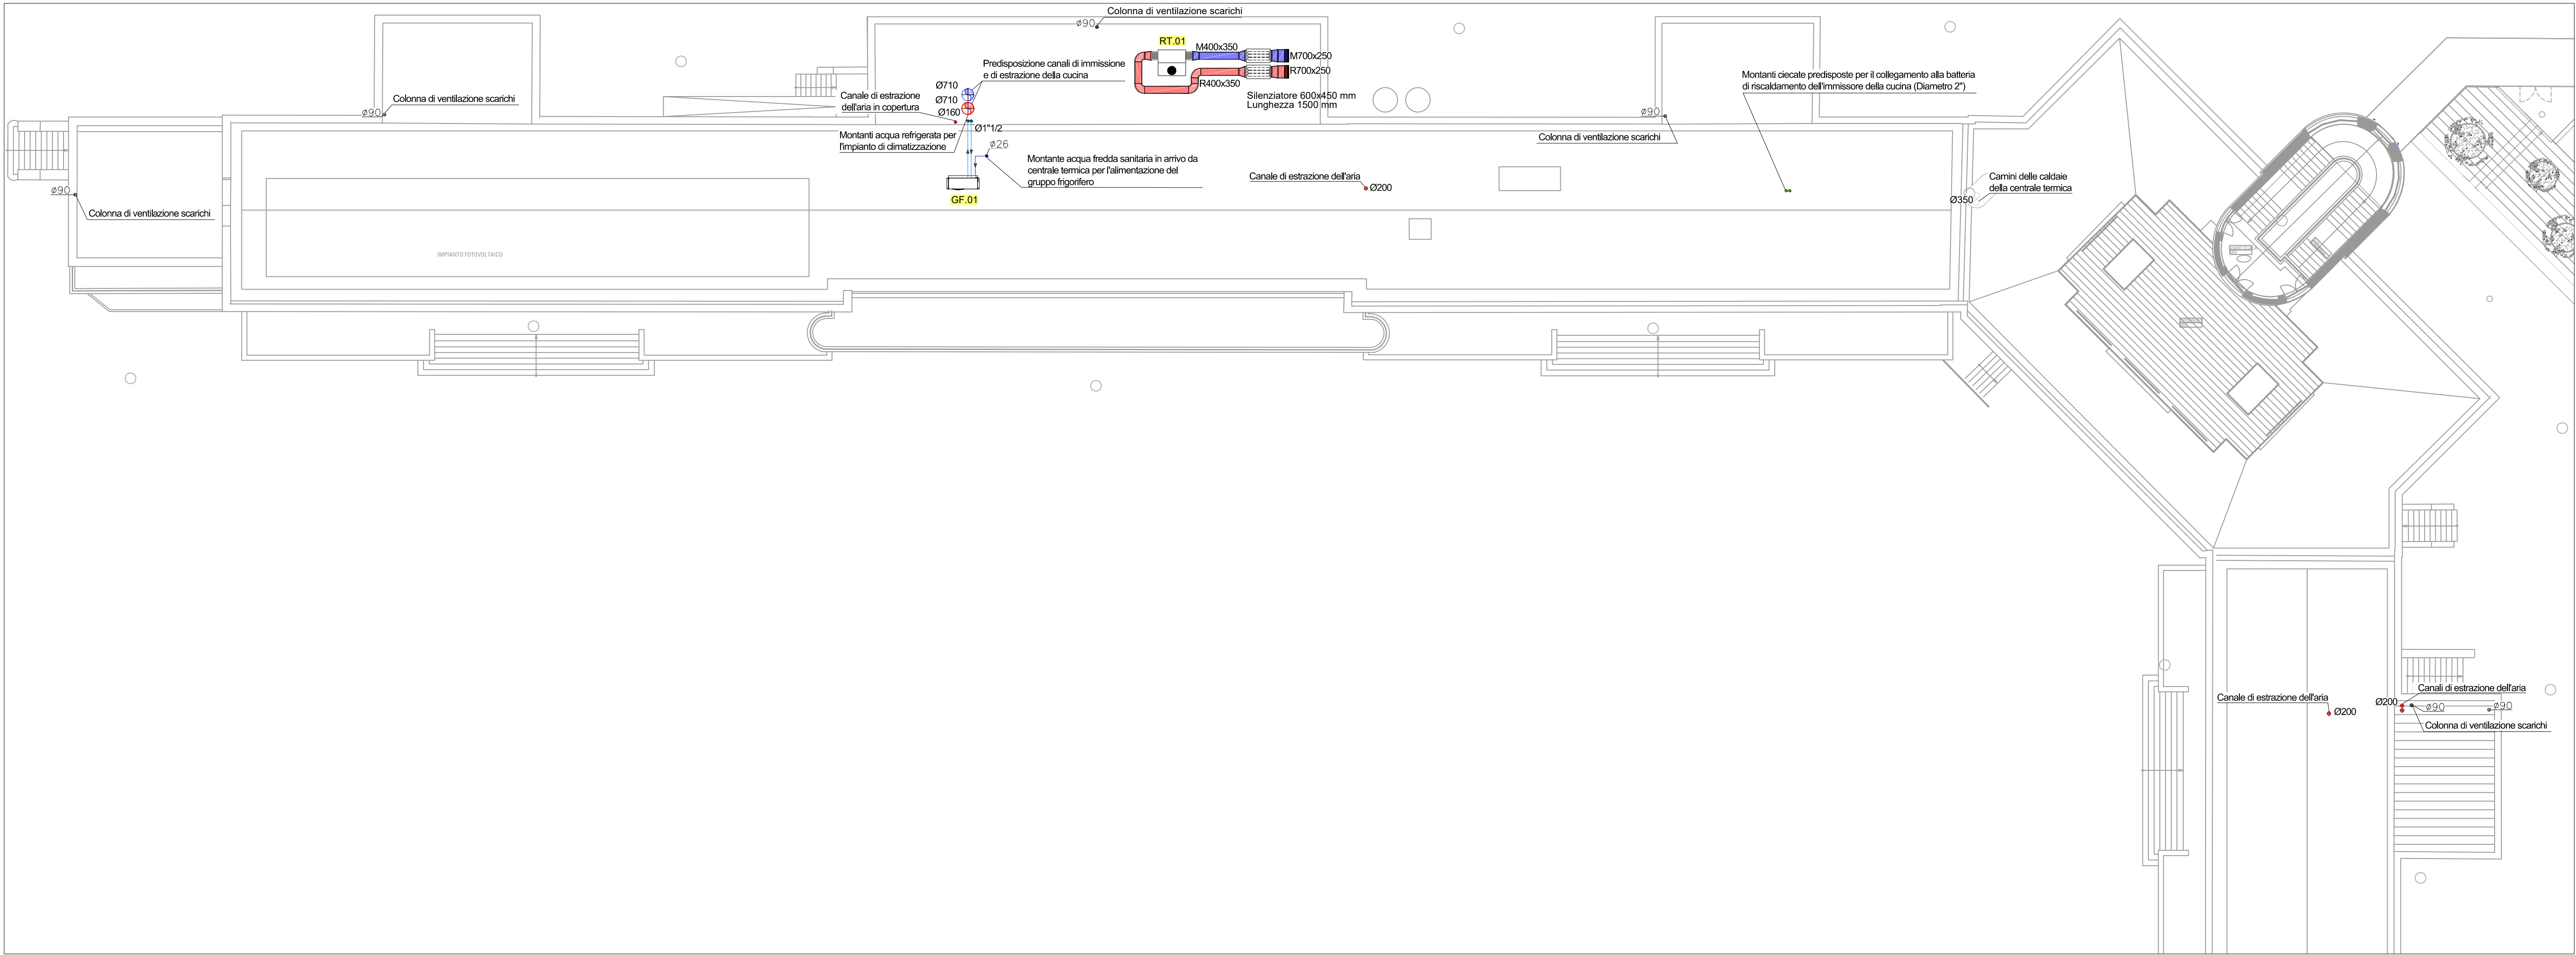 Colonna di ventilazione scarichi
ø90
RT.01
M400x350
M700x250
R700x250
R400x350
Silenziatore 600x450 mm
Lunghezza 1500 mm
Predisposizione canali di immissione
e di estrazione della cucina
Ø710
Ø710
Ø160
Canale di estrazione
dell'aria in copertura
Colonna di ventilazione scarichi
ø90
Montanti acqua refrigerata per
l'impianto di climatizzazione
Ø1"1/2
ø26
Montante acqua fredda sanitaria in arrivo da
centrale termica per l'alimentazione del
gruppo frigorifero
GF.01
Montanti ciecate predisposte per il collegamento alla batteria
di riscaldamento dell'immissore della cucina (Diametro 2")
ø90
Colonna di ventilazione scarichi
Canale di estrazione dell'aria
Ø200
Camini delle caldaie
della centrale termica
Ø350
ø90
Colonna di ventilazione scarichi
IMPIANTO FOTOVOLTAICO
Canale di estrazione dell'aria
Ø200
Canali di estrazione dell'aria
Ø200
ø90
ø90
Colonna di ventilazione scarichi